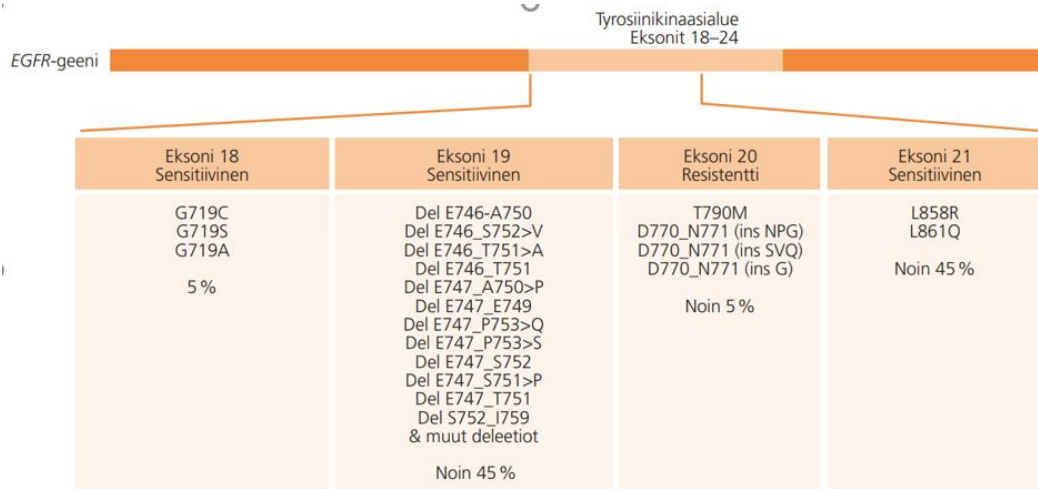 Tyrosiinikinaasialue
Eksonit 18–24
EGFR-geeni
Eksoni 18
Sensitiivinen
G719C
G719S
G719A
5 %
Eksoni 19
Sensitiivinen
Del E746-A750
Del E746_S752>V
Del E746_T751>A
Del E746_T751
Del E747_A750>P
Del E747_E749
Del E747_P753>Q
Del E747_P753>S
Del E747_S752
Del E747_S751>P
Del E747_T751
Del S752_I759
& muut deleetiot
Noin 45 %
Eksoni 20
Resistentti
T790M
D770_N771 (ins NPG)
D770_N771 (ins SVQ)
D770_N771 (ins G)
Noin 5 %
Eksoni 21
Sensitiivinen
L858R
L861Q
Noin 45 %